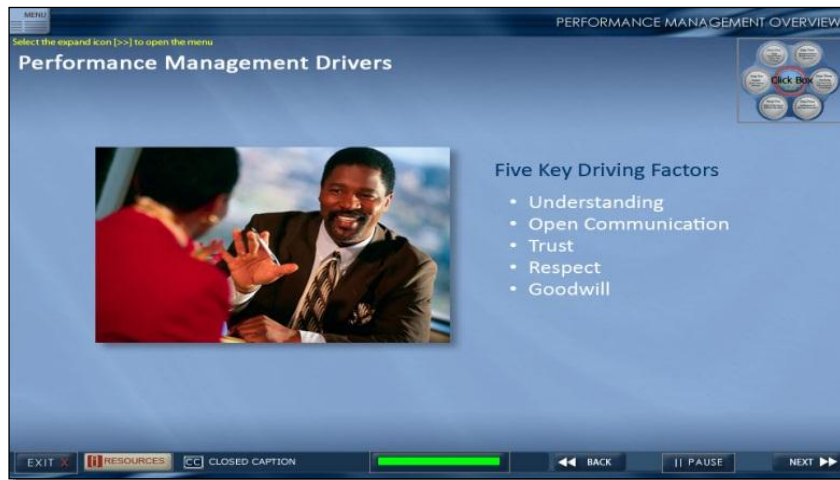 MENU
PERFORMANCE MANAGEMENT OVERVIEW
Select the expand icon [>>] to open the menu
Performance Management Drivers
Click Box
Five Key Driving Factors
• Understanding
• Open Communication
• Trust
• Respect
• Goodwill
EXIT X
RESOURCES
CC CLOSED CAPTION
BACK
|| PAUSE
NEXT